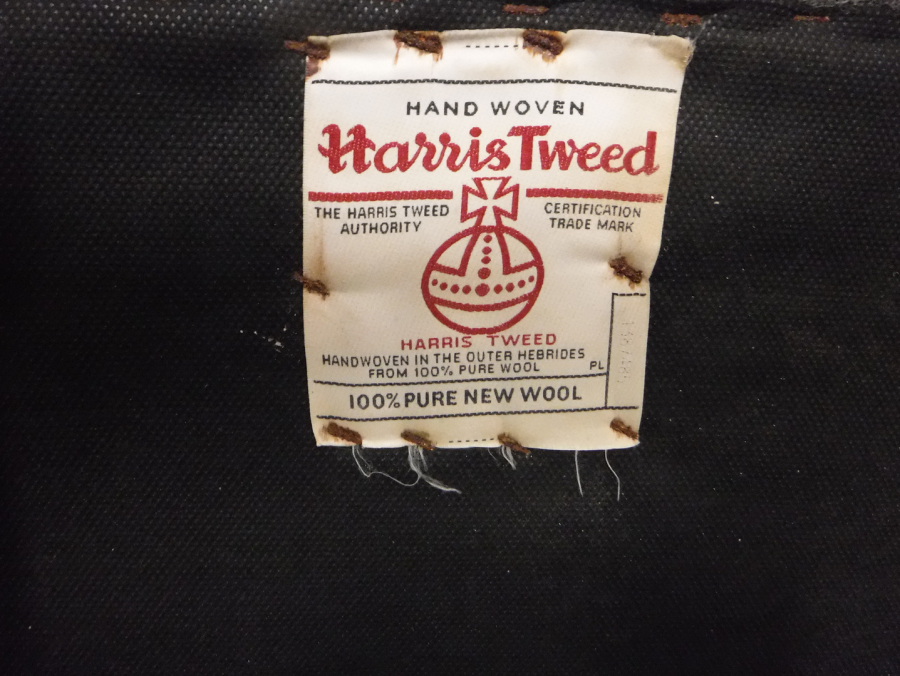 HAND WOVEN
Harris Tweed
THE HARRIS TWEED AUTHORITY
CERTIFICATION TRADE MARK
HARRIS TWEED
HANDWOVEN IN THE OUTER HEBRIDES
FROM 100% PURE WOOL
PL
100% PURE NEW WOOL